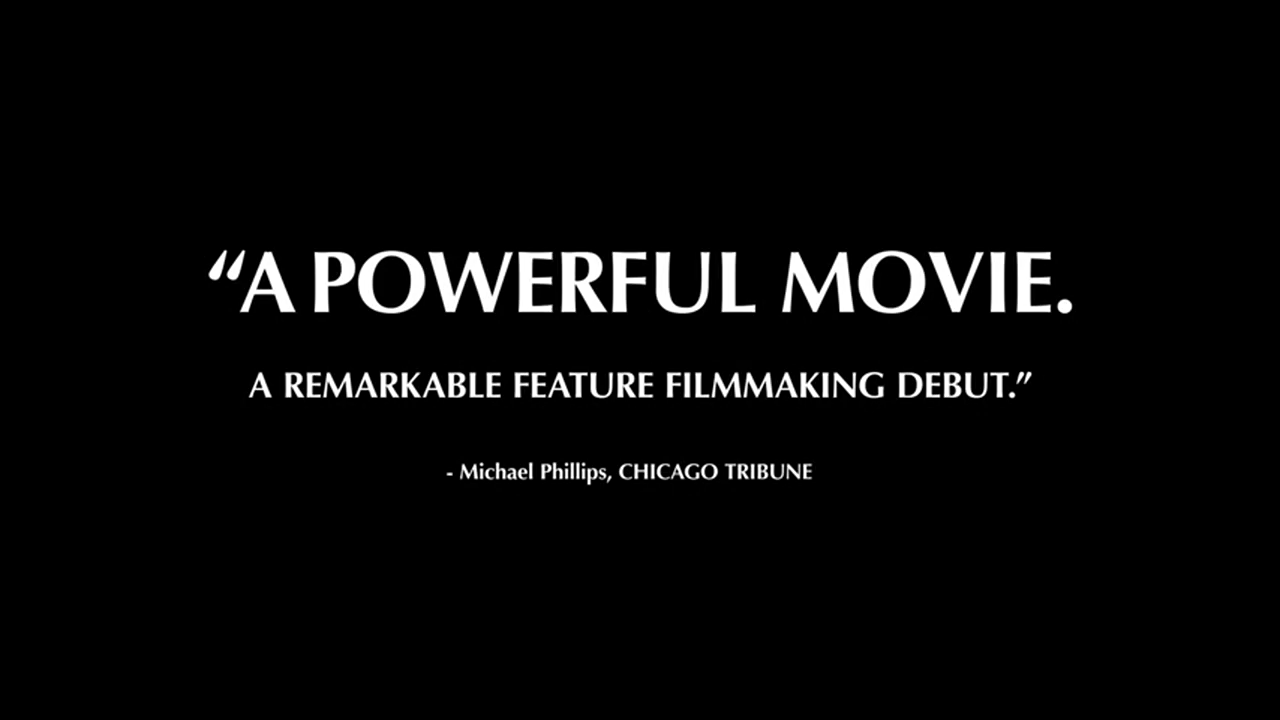 “A POWERFUL MOVIE.
A REMARKABLE FEATURE FILMMAKING DEBUT.”
- Michael Phillips, CHICAGO TRIBUNE